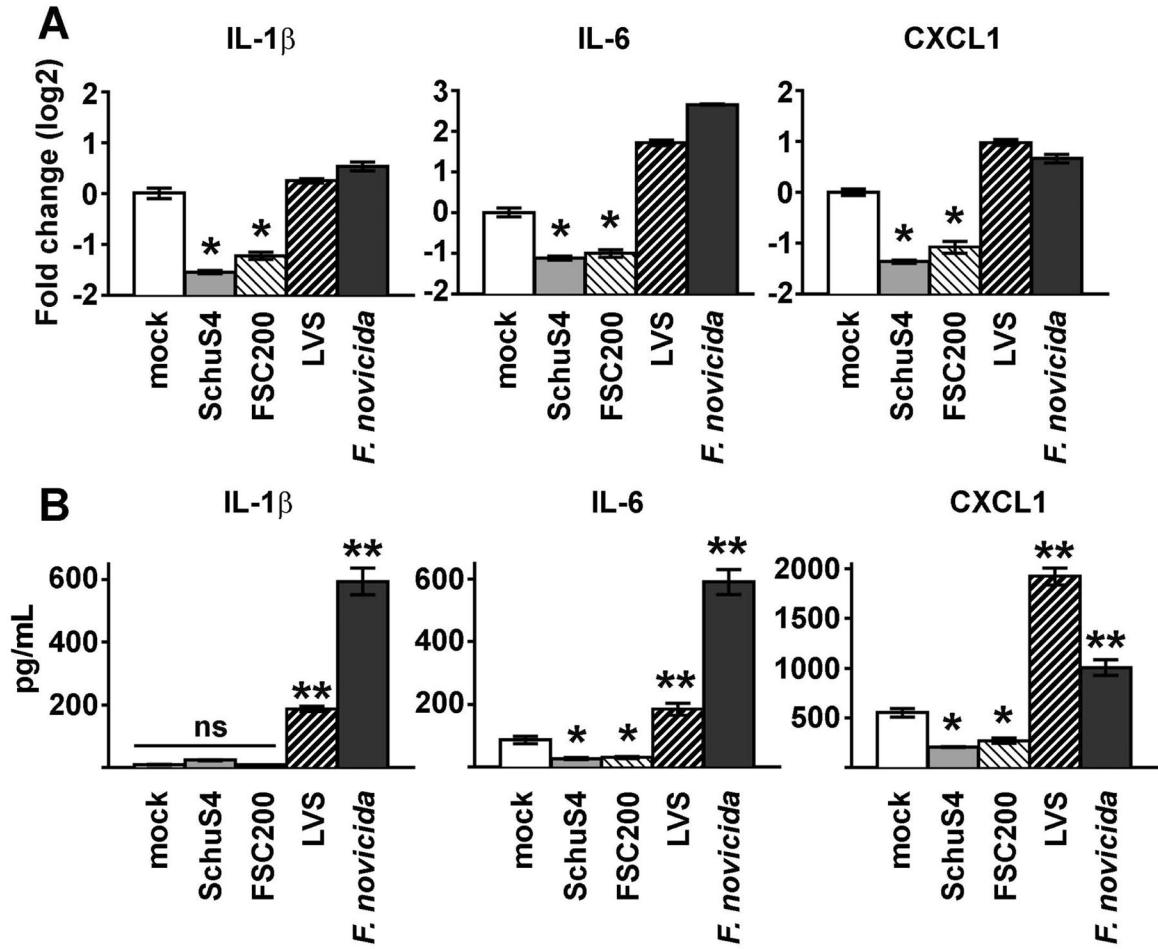 A
IL-1β
IL-6
CXCL1
Fold change (log2)
2
1
0
-1
-2
3
2
1
0
-1
-2
2
1
0
-1
-2
* *
* *
* *
mock
SchuS4
FSC200
LVS
F. novicida
mock
SchuS4
FSC200
LVS
F. novicida
mock
SchuS4
FSC200
LVS
F. novicida
B
IL-1β
IL-6
CXCL1
pg/mL
600
400
200
ns
**
**
600
400
200
*
*
**
**
2000
1500
1000
500
*
*
**
**
mock
SchuS4
FSC200
LVS
F. novicida
mock
SchuS4
FSC200
LVS
F. novicida
mock
SchuS4
FSC200
LVS
F. novicida